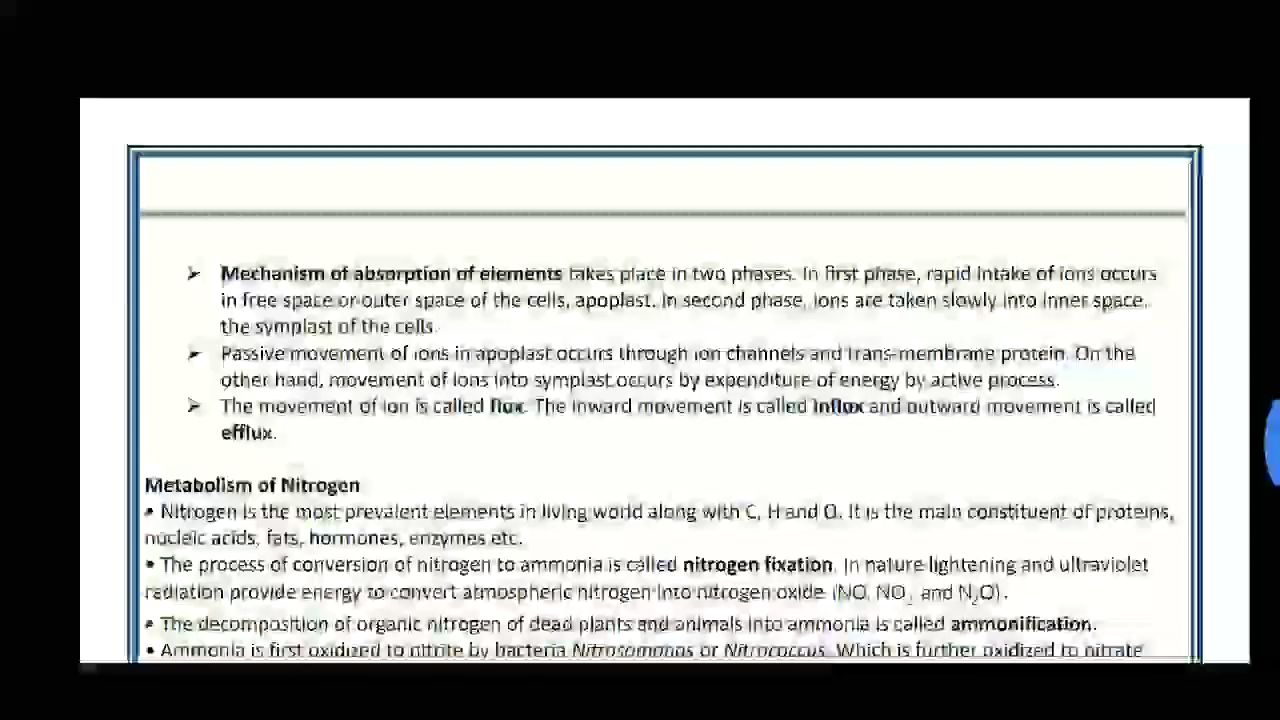 ➢ Mechanism of absorption of elements takes place in two phases. In first phase, rapid intake of ions occurs
in free space or outer space of the cells, apoplast. In second phase, ions are taken slowly into inner space,
the symplast of the cells.
➢ Passive movement of ions in apoplast occurs through ion channels and trans-membrane protein. On the
other hand, movement of ions into symplast occurs by expenditure of energy by active process.
➢ The movement of ion is called flux. The inward movement is called influx and outward movement is called
efflux.
Metabolism of Nitrogen
• Nitrogen is the most prevalent elements in living world along with C, H and O. It is the main constituent of proteins,
nucleic acids, fats, hormones, enzymes etc.
• The process of conversion of nitrogen to ammonia is called nitrogen fixation. In nature lightening and ultraviolet
radiation provide energy to convert atmospheric nitrogen into nitrogen oxide (NO, NO₂ and N₂O).
• The decomposition of organic nitrogen of dead plants and animals into ammonia is called ammonification.
• Ammonia is first oxidized to nitrite by bacteria Nitrosomonas or Nitrococcus. Which is further oxidized to nitrate